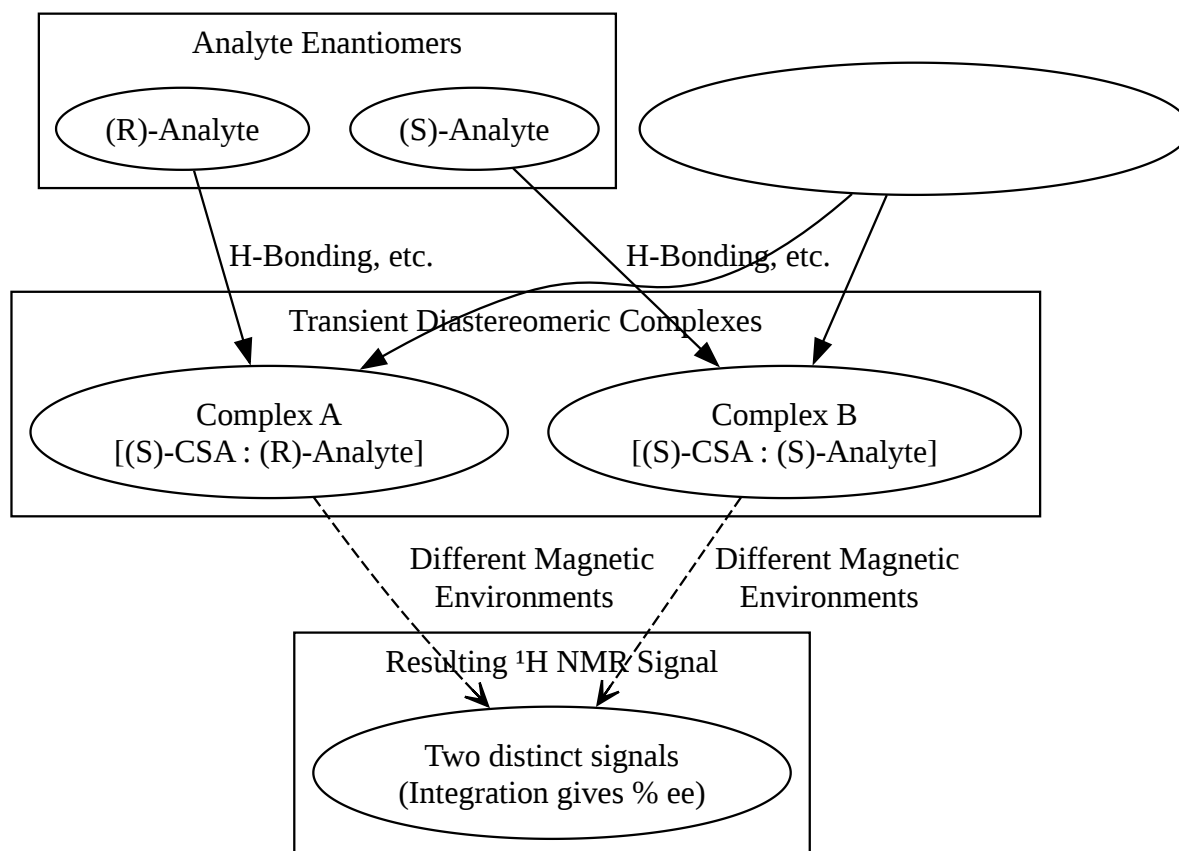 Analyte Enantiomers
(R)-Analyte
(S)-Analyte
H-Bonding, etc.
H-Bonding, etc.
Transient Diastereomeric Complexes
Complex A
[(S)-CSA : (R)-Analyte]
Complex B
[(S)-CSA : (S)-Analyte]
Different Magnetic
Environments
Different Magnetic
Environments
Resulting ¹H NMR Signal
Two distinct signals
(Integration gives % ee)